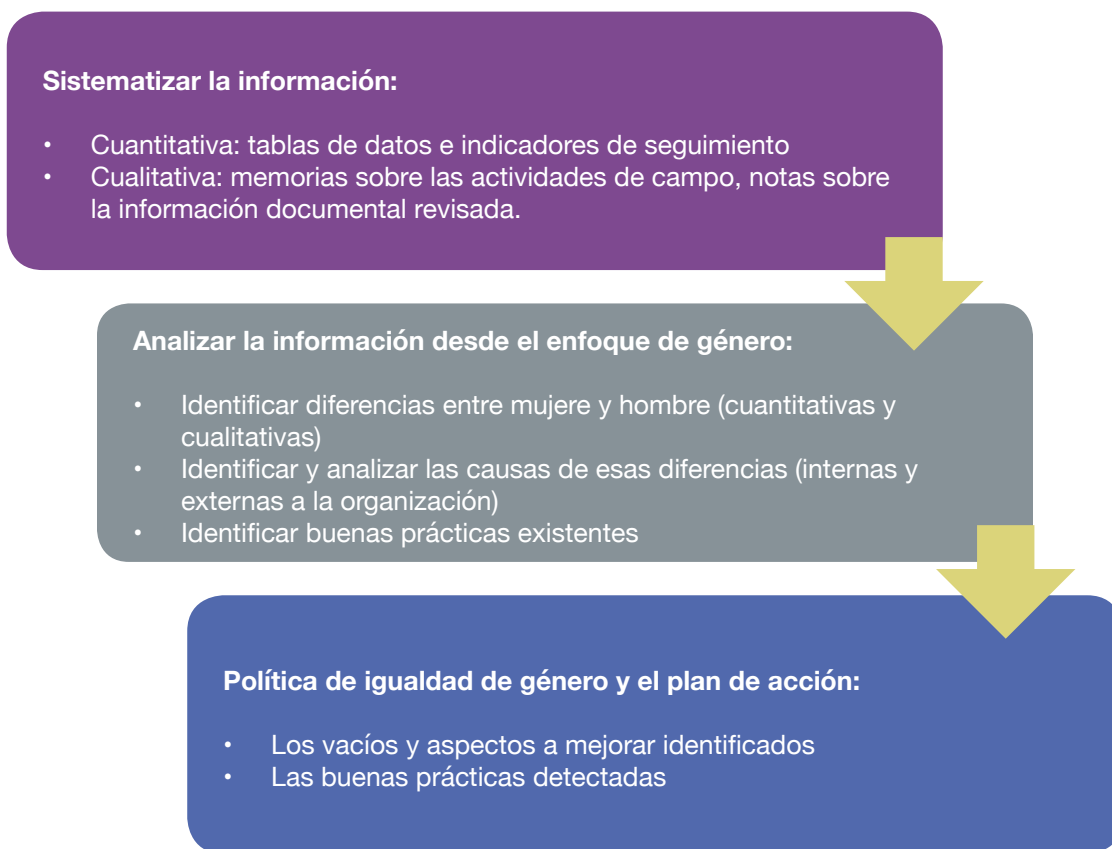 Sistematizar la información:
• Cuantitativa: tablas de datos e indicadores de seguimiento
• Cualitativa: memorias sobre las actividades de campo, notas sobre
la información documental revisada.
Analizar la información desde el enfoque de género:
• Identificar diferencias entre mujere y hombre (cuantitativas y
cualitativas)
• Identificar y analizar las causas de esas diferencias (internas y
externas a la organización)
• Identificar buenas prácticas existentes
Política de igualdad de género y el plan de acción:
• Los vacíos y aspectos a mejorar identificados
• Las buenas prácticas detectadas